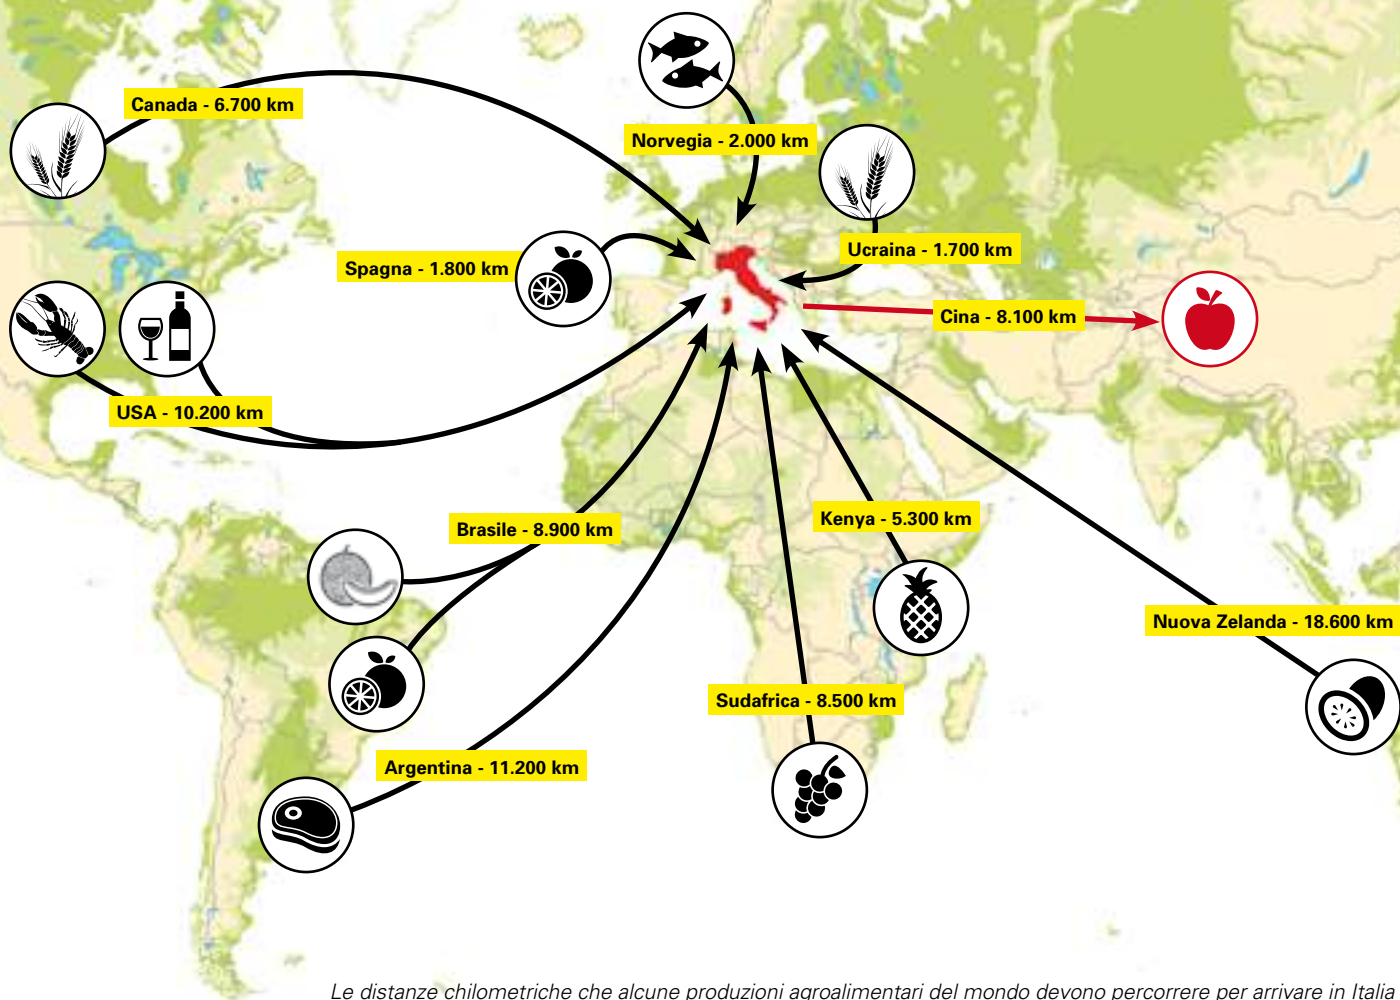 Canada - 6.700 km
Norvegia - 2.000 km
Ucraina - 1.700 km
Spagna - 1.800 km
Cina - 8.100 km
USA - 10.200 km
Brasile - 8.900 km
Kenya - 5.300 km
Nuova Zelanda - 18.600 km
Sudafrica - 8.500 km
Argentina - 11.200 km
Le distanze chilometriche che alcune produzioni agroalimentari del mondo devono percorrere per arrivare in Italia